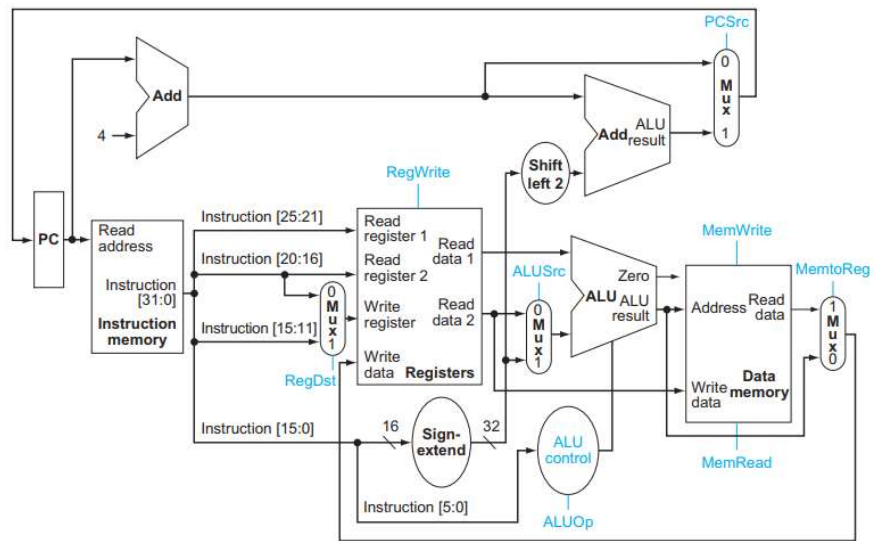 PCSrc
0
M
u
x
1
Add
4
Add ALU
result
Shift
left 2
RegWrite
PC
Read
address
Instruction
[31:0]
Instruction
memory
Instruction [25:21]
Instruction [20:16]
Instruction [15:11]
0
M
u
x
1
RegDst
Read
register 1
Read
register 2
Write
register
Write
data
Read
data 1
Read
data 2
Registers
ALUSrc
0
M
u
x
1
Zero
ALU ALU
result
MemWrite
Address
Read
data
Write
data
Data
memory
MemRead
MemtoReg
1
M
u
x
0
Instruction [15:0]
16
Sign-
extend
32
ALU
control
Instruction [5:0]
ALUOp